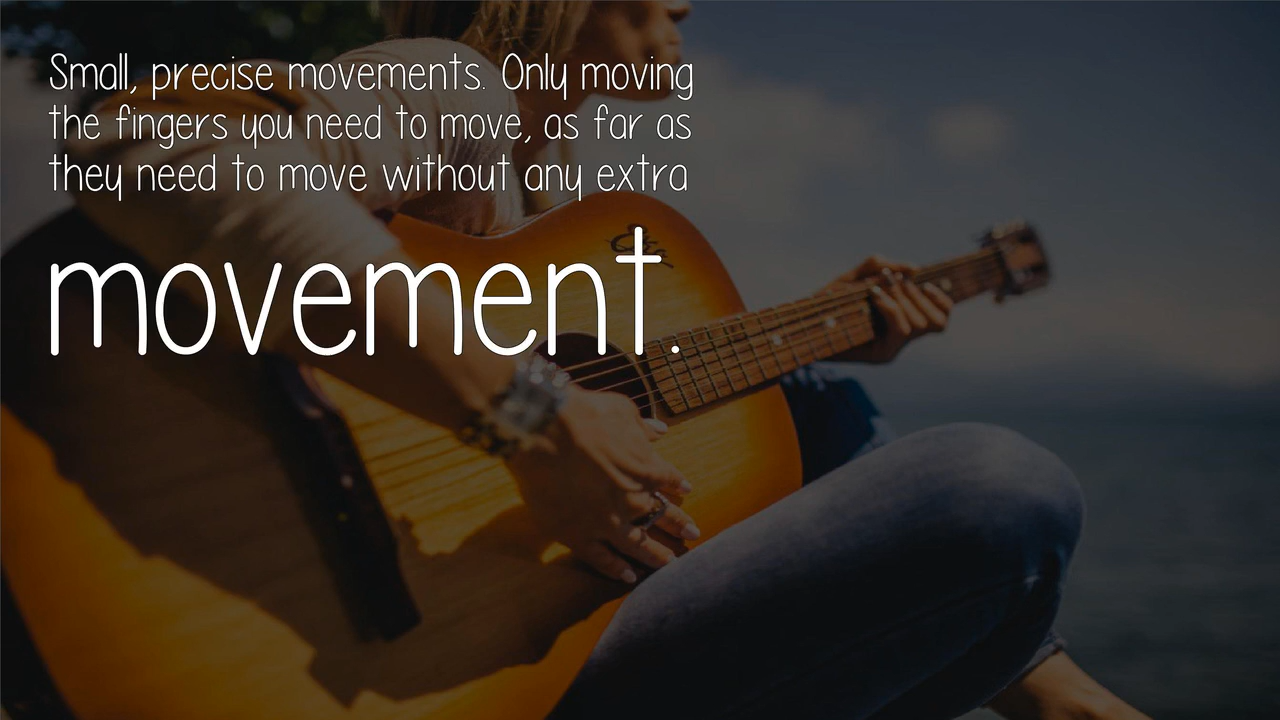 Small, precise movements. Only moving
the fingers you need to move, as far as
they need to move without any extra
movement.